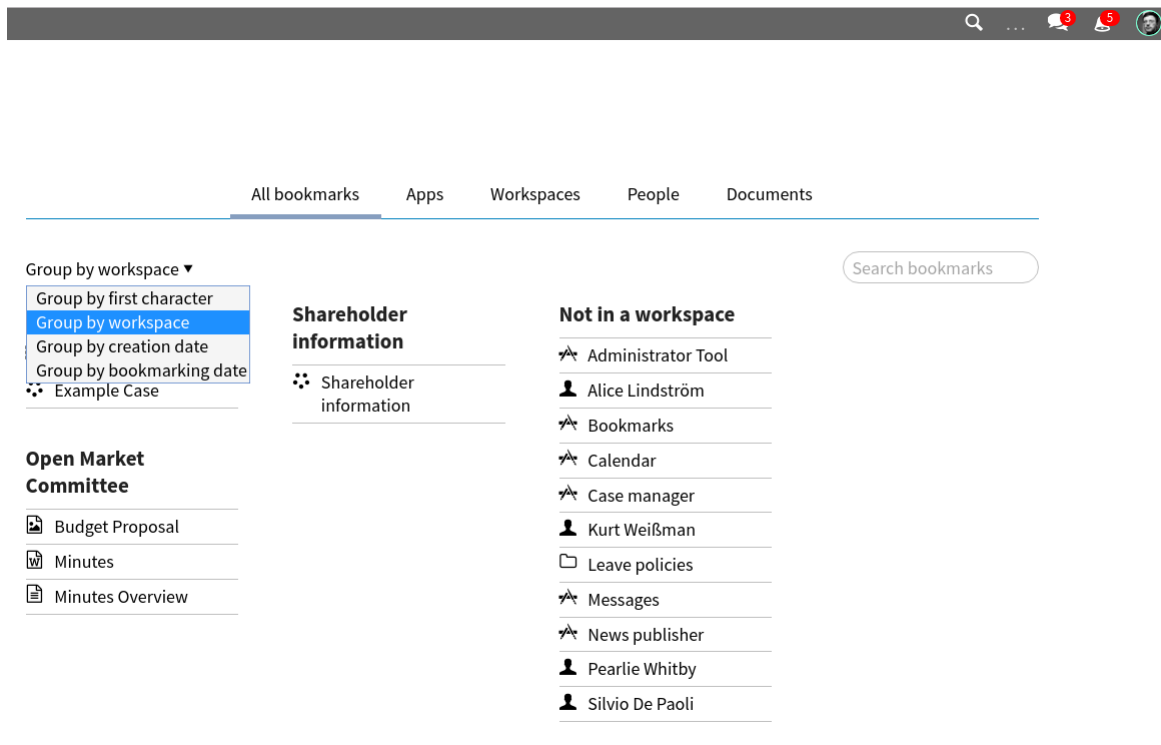 ... 3 5
All bookmarks Apps Workspaces People Documents
Group by workspace ▼
Search bookmarks
Group by first character
Group by workspace
Group by creation date
Group by bookmarking date
Example Case
Open Market
Committee
Budget Proposal
Minutes
Minutes Overview
Shareholder
information
Shareholder
information
Not in a workspace
Administrator Tool
Alice Lindström
Bookmarks
Calendar
Case manager
Kurt Weißman
Leave policies
Messages
News publisher
Pearlie Whitby
Silvio De Paoli